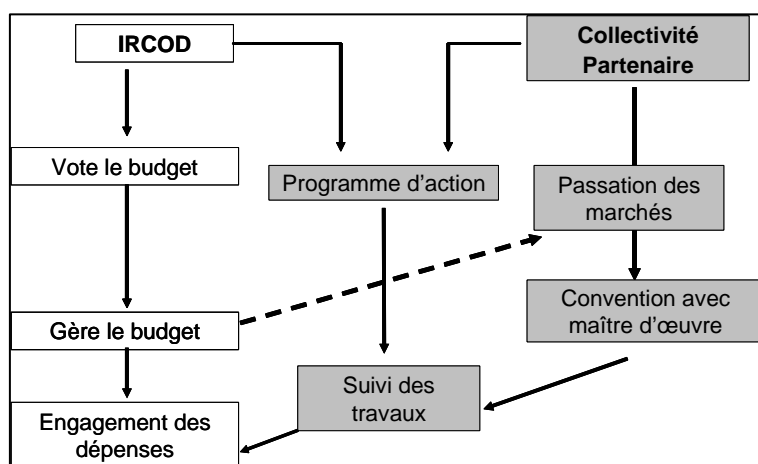 IRCOD
Collectivité
Partenaire
Vote le budget
Programme d'action
Passation des
marchés
Gère le budget
Convention avec
maître d'œuvre
Suivi des
travaux
Engagement des
dépenses